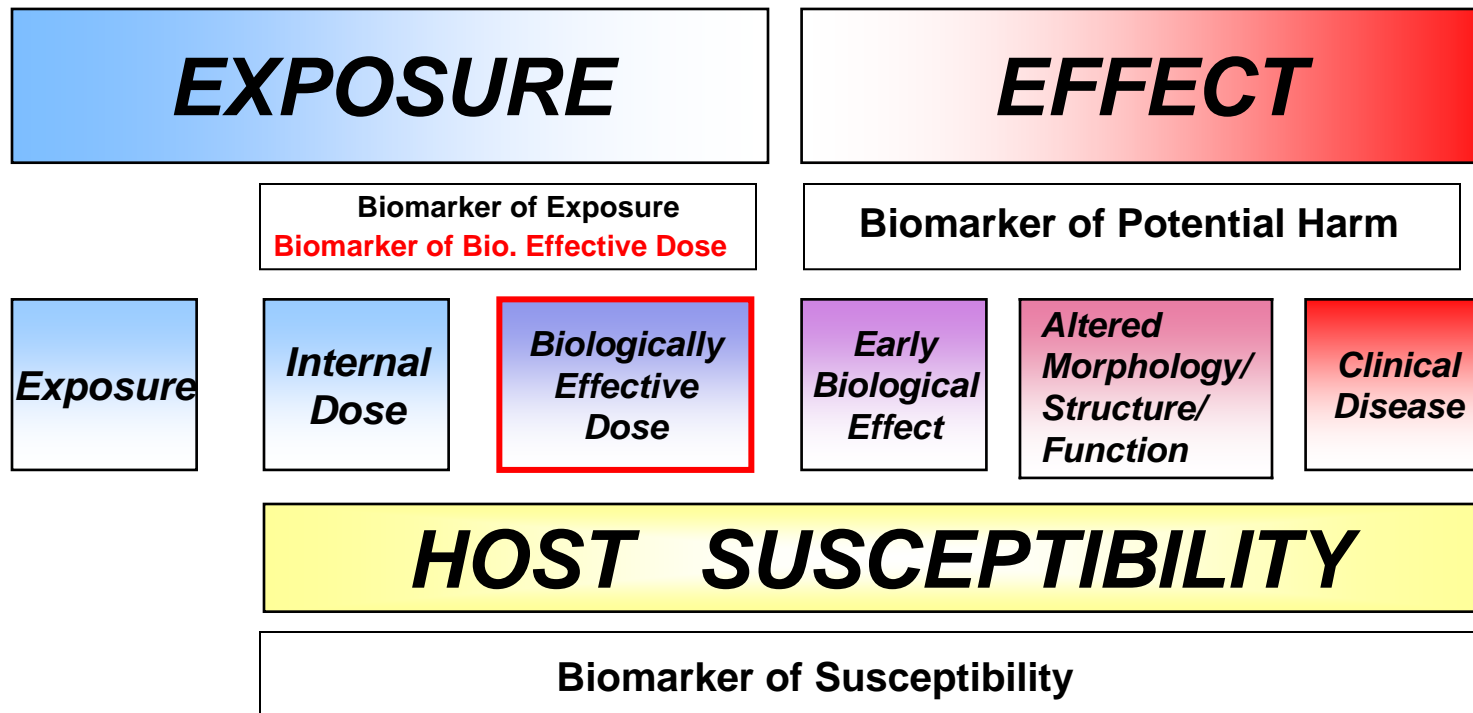 EXPOSURE
EFFECT
Biomarker of Exposure
Biomarker of Bio. Effective Dose
Biomarker of Potential Harm
Exposure
Internal
Dose
Biologically
Effective
Dose
Early
Biological
Effect
Altered
Morphology/
Structure/
Function
Clinical
Disease
HOST SUSCEPTIBILITY
Biomarker of Susceptibility